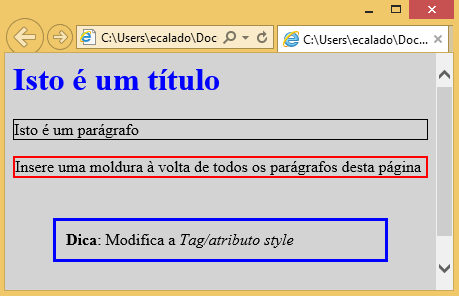 C:\Users\ecalado\Doc
C:\Users\ecalado\Doc...
Isto é um título
Isto é um parágrafo
Insere uma moldura à volta de todos os parágrafos desta página
Dica: Modifica a Tag/atributo style